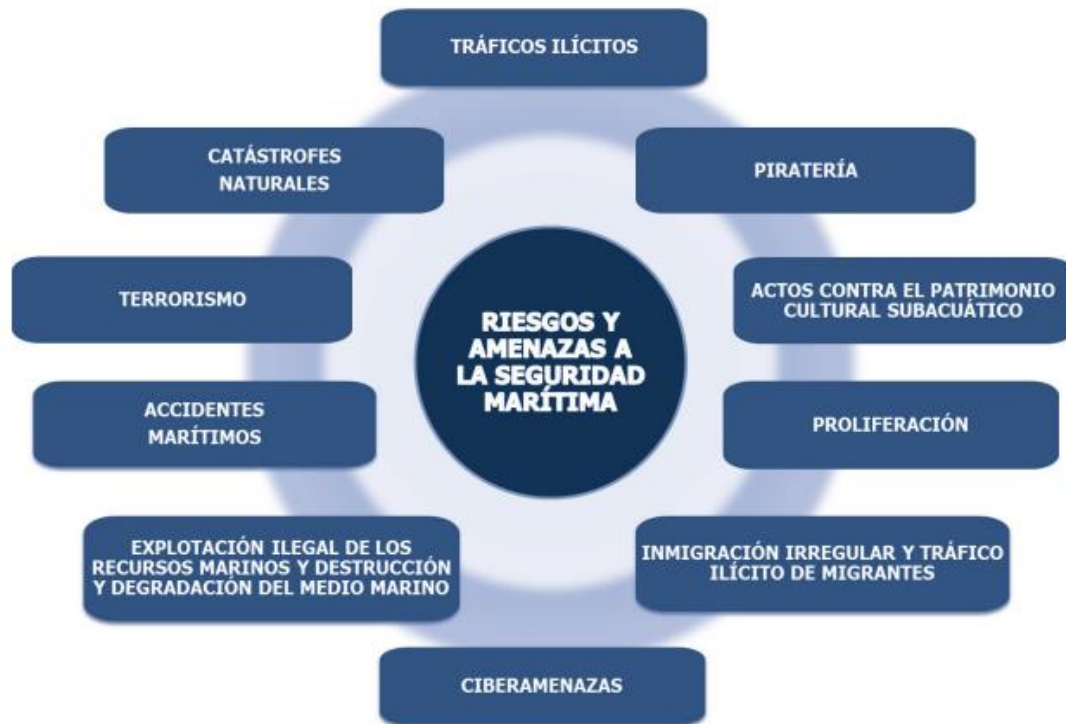 TRÁFICOS ILÍCITOS
CATÁSTROFES
NATURALES
PIRATERÍA
TERRORISMO
ACTOS CONTRA EL PATRIMONIO
CULTURAL SUBACUÁTICO
RIESGOS Y
AMENAZAS A
LA SEGURIDAD
MARÍTIMA
ACCIDENTES
MARÍTIMOS
PROLIFERACIÓN
EXPLOTACIÓN ILEGAL DE LOS
RECURSOS MARINOS Y DESTRUCCIÓN
Y DEGRADACIÓN DEL MEDIO MARINO
INMIGRACIÓN IRREGULAR Y TRÁFICO
ILÍCITO DE MIGRANTES
CIBERAMENAZAS